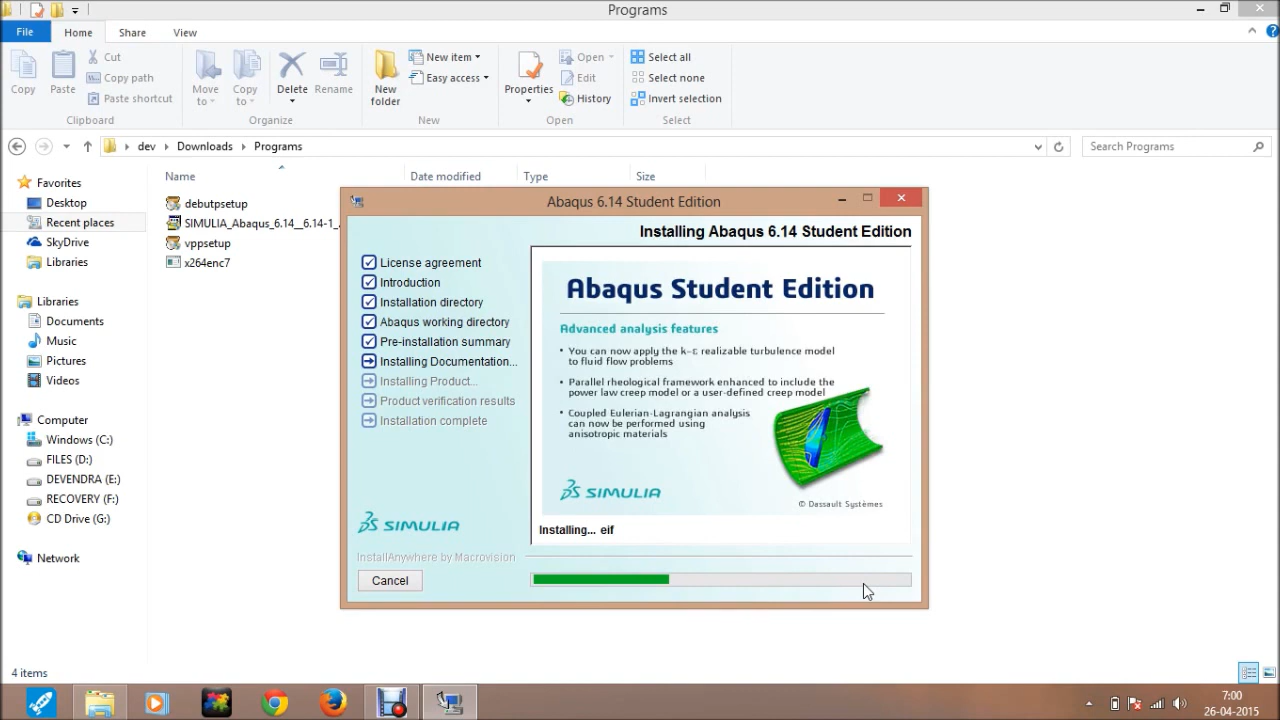 Programs
File
Home
Share
View
Copy
Paste
Cut
Copy path
Paste shortcut
Clipboard
Move to
Copy to
Delete
Rename
Organize
New folder
New item
Easy access
New
Properties
Open
Edit
History
Open
Select all
Select none
Invert selection
Select
dev
Downloads
Programs
Search Programs
Favorites
Desktop
Recent places
SkyDrive
Libraries
Libraries
Documents
Music
Pictures
Videos
Computer
Windows (C:)
FILES (D:)
DEVENDRA (E:)
RECOVERY (F:)
CD Drive (G:)
Network
Name
Date modified
Type
Size
debutpsetup
SIMULIA_Abaqus_6.14__6.14-1_
vppsetup
x264enc7
Abaqus 6.14 Student Edition
Installing Abaqus 6.14 Student Edition
License agreement
Introduction
Installation directory
Abaqus working directory
Pre-installation summary
Installing Documentation...
Installing Product...
Product verification results
Installation complete
Abaqus Student Edition
Advanced analysis features
• You can now apply the k-ε realizable turbulence model
to fluid flow problems
• Parallel rheological framework enhanced to include the
power law creep model or a user-defined creep model
• Coupled Eulerian-Lagrangian analysis
can now be performed using
anisotropic materials
SIMULIA
© Dassault Systèmes
Installing... eif
SIMULIA
InstallAnywhere by Macrovision
Cancel
4 items
7:00
26-04-2015